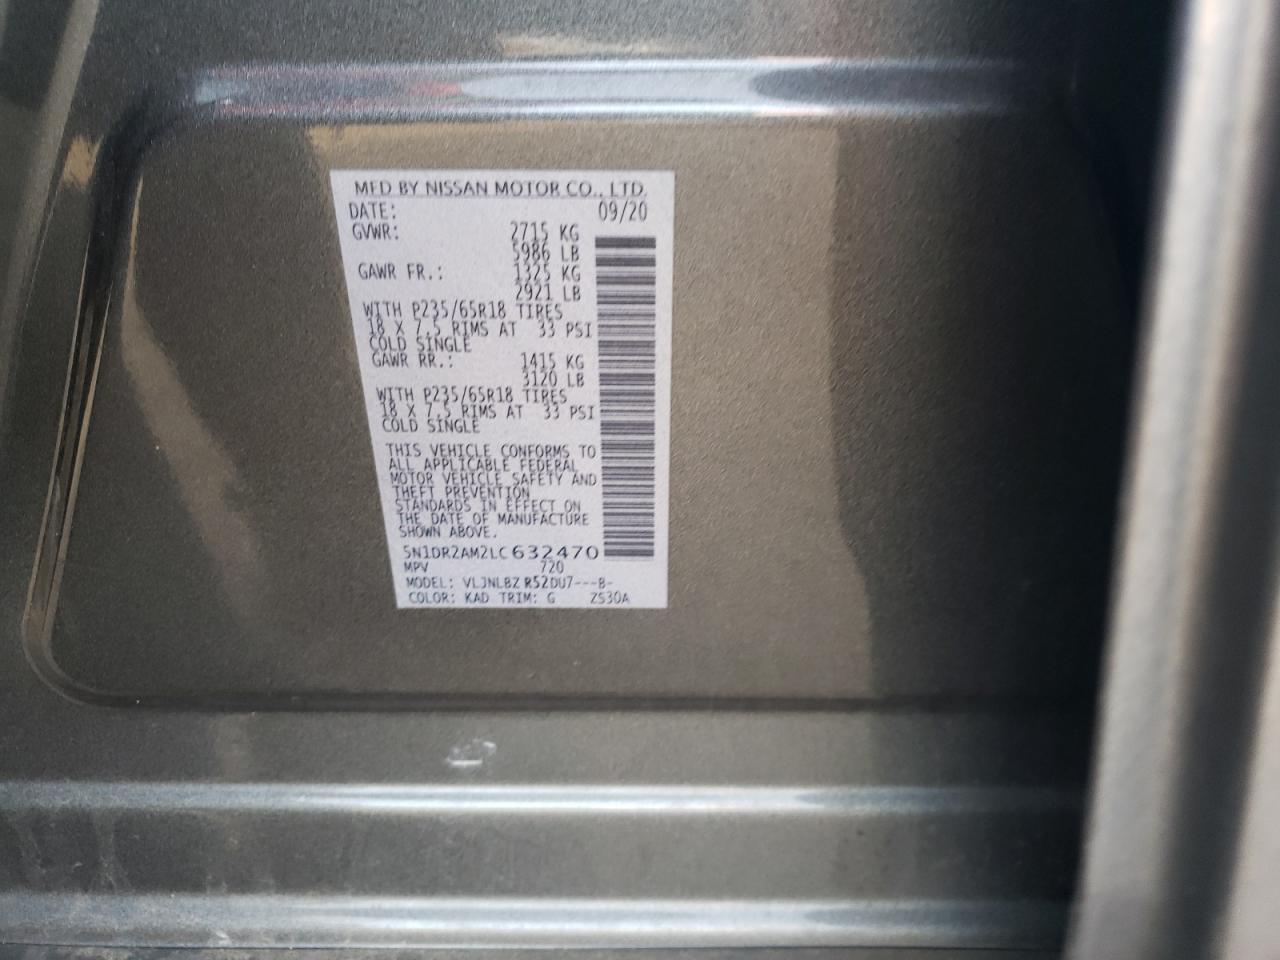 MFD BY NISSAN MOTOR CO., LTD.
DATE: 09/20
GVWR: 2715 KG
5986 LB
GAWR FR.: 1325 KG
2921 LB
WITH P235/65R18 TIRES
18 X 7.5 RIMS AT 33 PSI
COLD SINGLE
GAWR RR.: 1415 KG
3120 LB
WITH P235/65R18 TIRES
18 X 7.5 RIMS AT 33 PSI
COLD SINGLE
THIS VEHICLE CONFORMS TO
ALL APPLICABLE FEDERAL
MOTOR VEHICLE SAFETY AND
THEFT PREVENTION
STANDARDS IN EFFECT ON
THE DATE OF MANUFACTURE
SHOWN ABOVE.
5N1DR2AM2LC632470
MPV 720
MODEL: VLJNLBZ R52DU7---B-
COLOR: KAD TRIM: G ZS30A